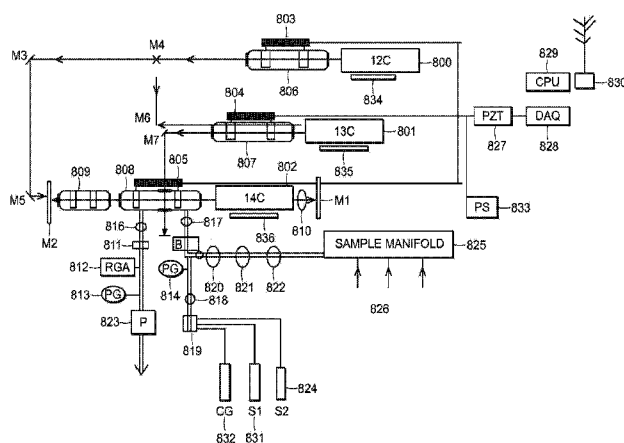 803
M3
M4
12C
800
829
CPU
830
806
834
804
M6
M7
13C
801
PZT
827
DAQ
828
807
835
809
808
805
802
14C
M5
M2
816
817
810
M1
836
PS
833
811
B
812
RGA
PG
814
820
821
822
SAMPLE MANIFOLD
825
813
PG
818
826
823
P
819
824
CG
S1
S2
832
831